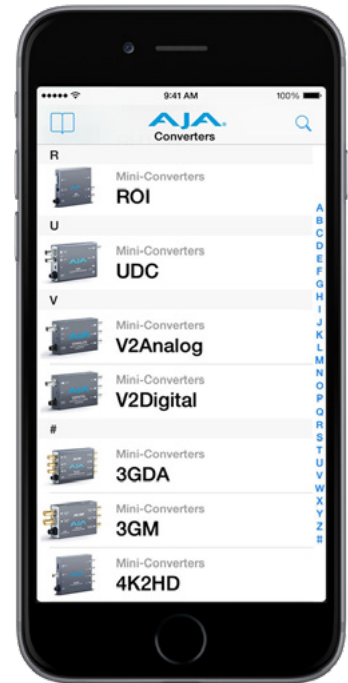 9:41 AM
100%
AJA
Converters
R
Mini-Converters
ROI
U
Mini-Converters
UDC
V
Mini-Converters
V2Analog
Mini-Converters
V2Digital
#
Mini-Converters
3GDA
Mini-Converters
3GM
Mini-Converters
4K2HD
A
B
C
D
E
F
G
H
I
J
K
L
M
N
O
P
Q
R
S
T
U
V
W
X
Y
Z
#